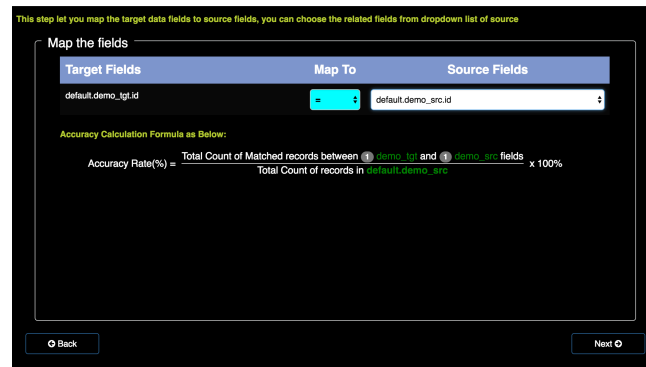 This step let you map the target data fields to source fields, you can choose the related fields from dropdown list of source
Map the fields
Target Fields Map To Source Fields
default.demo_tgt.id = default.demo_src.id
Accuracy Calculation Formula as Below:
Accuracy Rate(%) = Total Count of Matched records between 1 demo_tgt and 1 demo_src fields
Total Count of records in default.demo_src x 100%
Back Next